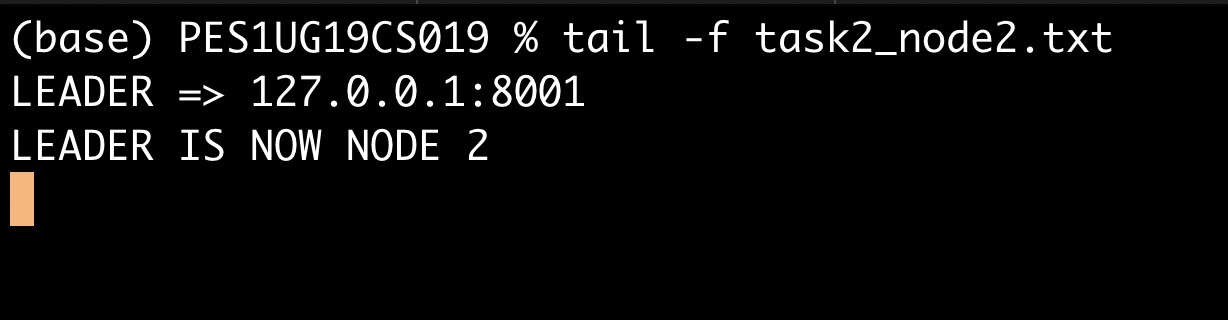 (base) PES1UG19CS019 % tail -f task2_node2.txt
LEADER => 127.0.0.1:8001
LEADER IS NOW NODE 2